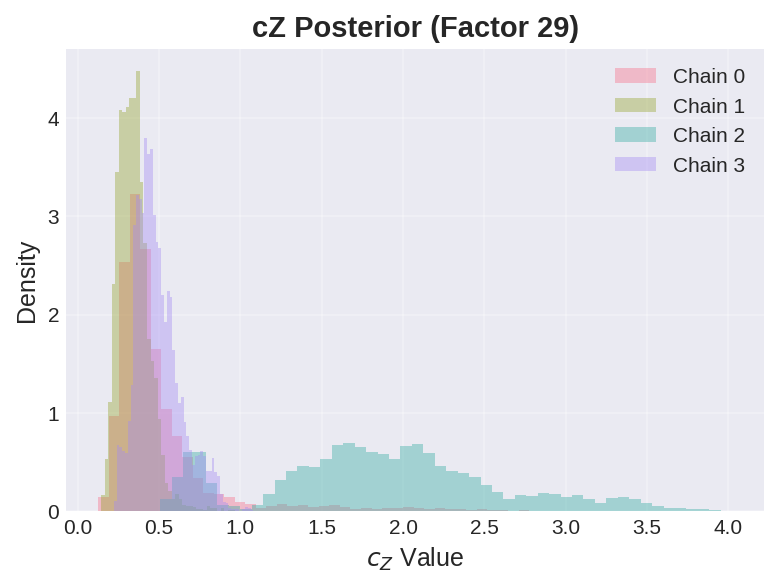 cZ Posterior (Factor 29)
Chain 0
Chain 1
Chain 2
Chain 3
Density
4
3
2
1
0
0.0 0.5 1.0 1.5 2.0 2.5 3.0 3.5 4.0
cZ Value